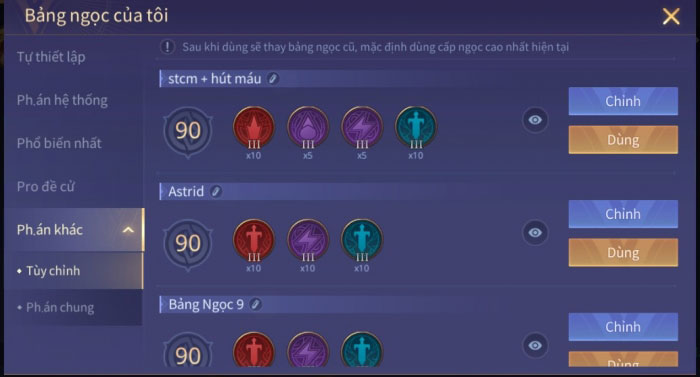 Bảng ngọc của tôi
Sau khi dùng sẽ thay bảng ngọc cũ, mặc định dùng cấp ngọc cao nhất hiện tại
Tự thiết lập
Ph.án hệ thống
Phổ biến nhất
Pro đề cử
Ph.án khác
• Tùy chỉnh
• Ph.án chung
stcm + hút máu
90
III III III III
x10 x5 x5 x10
Chỉnh
Dùng
Astrid
90
III III III
x10 x10 x10
Chỉnh
Dùng
Bảng Ngọc 9
90
Chỉnh
Dùng